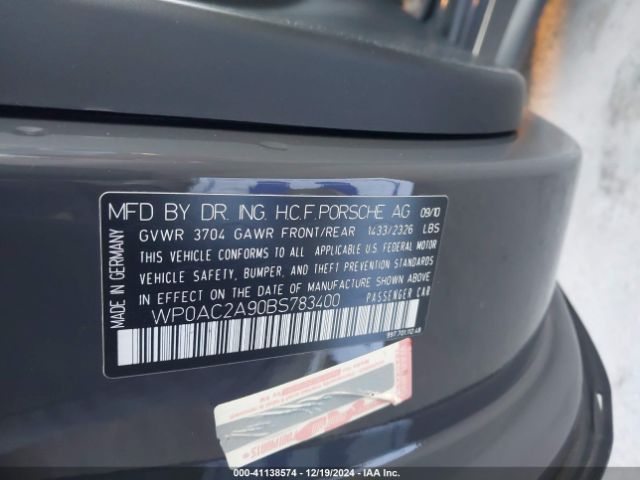 MFD BY DR. ING. H.C.F. PORSCHE AG 09/10
GVWR 3704 GAWR FRONT/REAR 1433/2326 LBS
THIS VEHICLE CONFORMS TO ALL APPLICABLE U.S. FEDERAL MOTOR
VEHICLE SAFETY, BUMPER, AND THEFT PREVENTION STANDARDS
IN EFFECT ON THE DATE OF MANUFACTURE SHOWN ABOVE
WP0AC2A90BS783400 PASSENGER CAR
MADE IN GERMANY
000-41138574 | 12/19/2024 | IAA Inc.